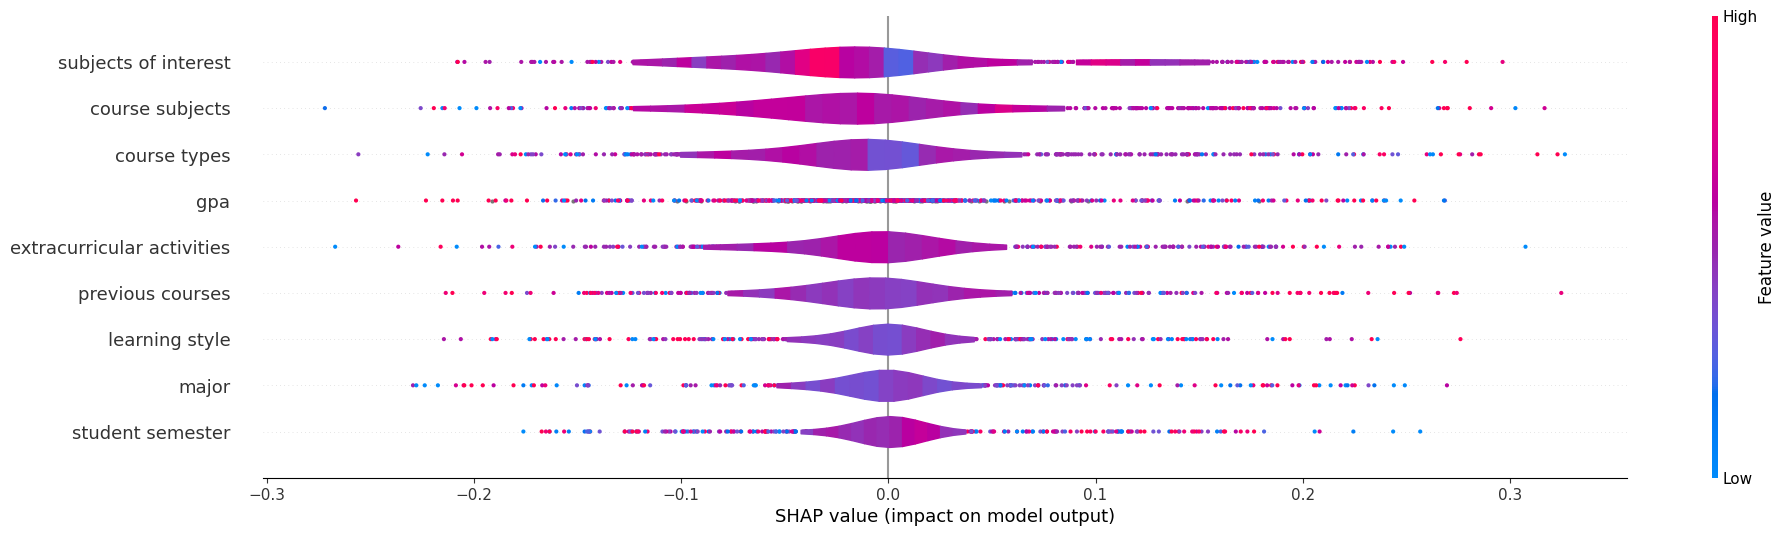 High
subjects of interest
course subjects
course types
gpa
extracurricular activities
previous courses
learning style
major
student semester
Feature value
Low
−0.3 −0.2 −0.1 0.0 0.1 0.2 0.3
SHAP value (impact on model output)